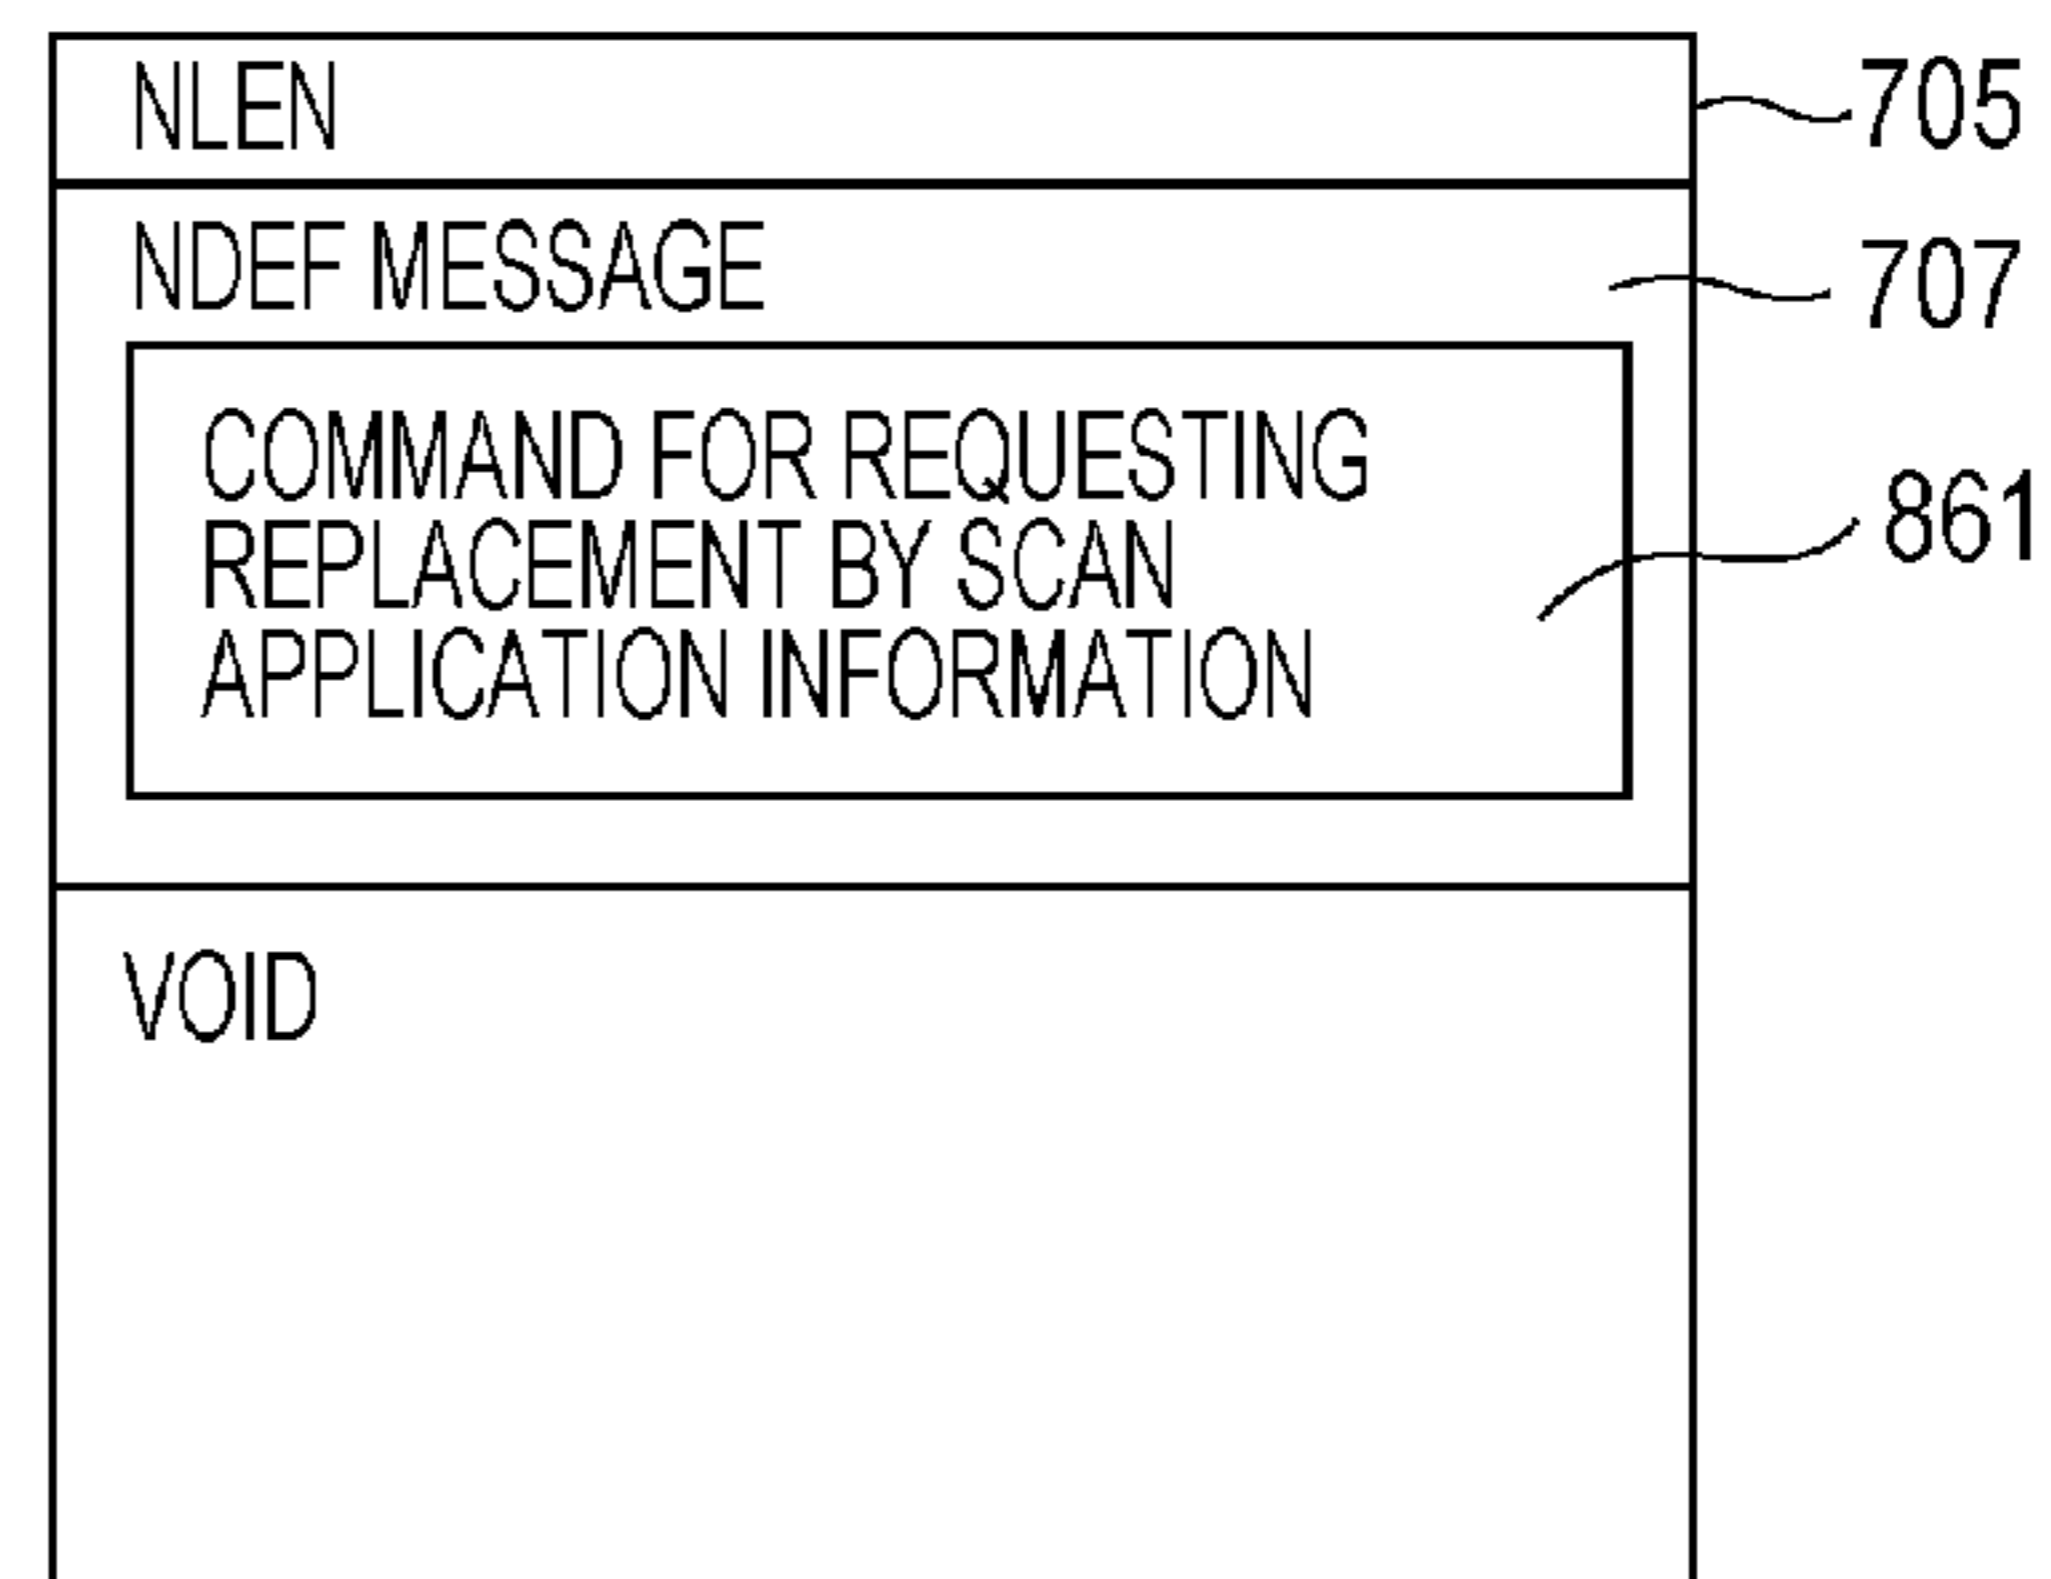 NLEN
705
NDEF MESSAGE
707
COMMAND FOR REQUESTING
REPLACEMENT BY SCAN
APPLICATION INFORMATION
861
VOID